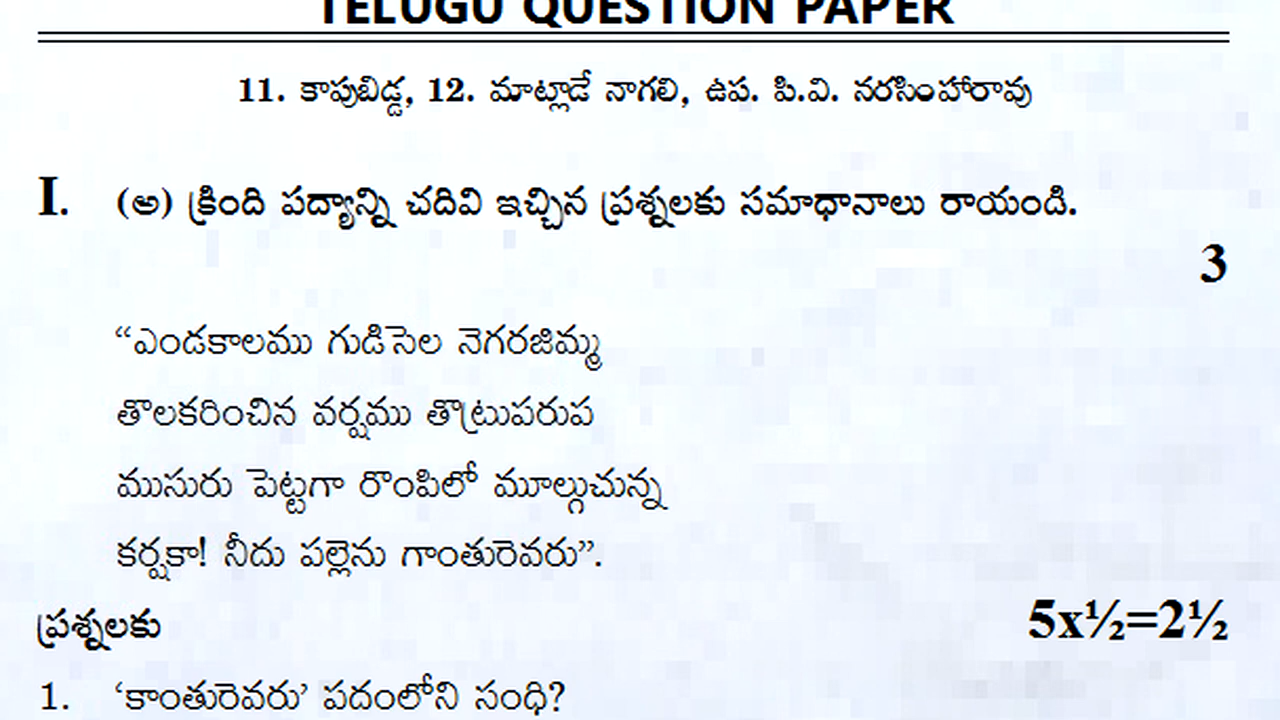 TELUGU QUESTION PAPER
11. కాపుబిడ్డ, 12. మాట్లాడే నాగలి, ఉప. పి.వి. నరసింహారావు
I. (అ) క్రింది పద్యాన్ని చదివి ఇచ్చిన ప్రశ్నలకు సమాధానాలు రాయండి.
3
“ఎండకాలము గుడిసెల నెగరజిమ్మ
తొలకరించిన వర్షము తొట్రుపరుప
ముసురు పెట్టగా రొంపిలో మూల్గుచున్న
కర్షకా! నీదు పల్లెను గాంతురెవరు”.
ప్రశ్నలకు 5x½=2½
1. ‘కాంతురెవరు’ పదంలోని సంధి?